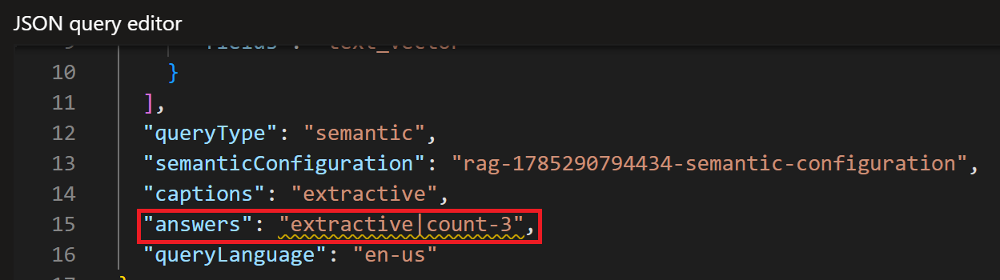 JSON query editor
9 "fields": "text_vector"
10 }
11 ],
12 "queryType": "semantic",
13 "semanticConfiguration": "rag-1785290794434-semantic-configuration",
14 "captions": "extractive",
15 "answers": "extractive|count-3",
16 "queryLanguage": "en-us"
17 }